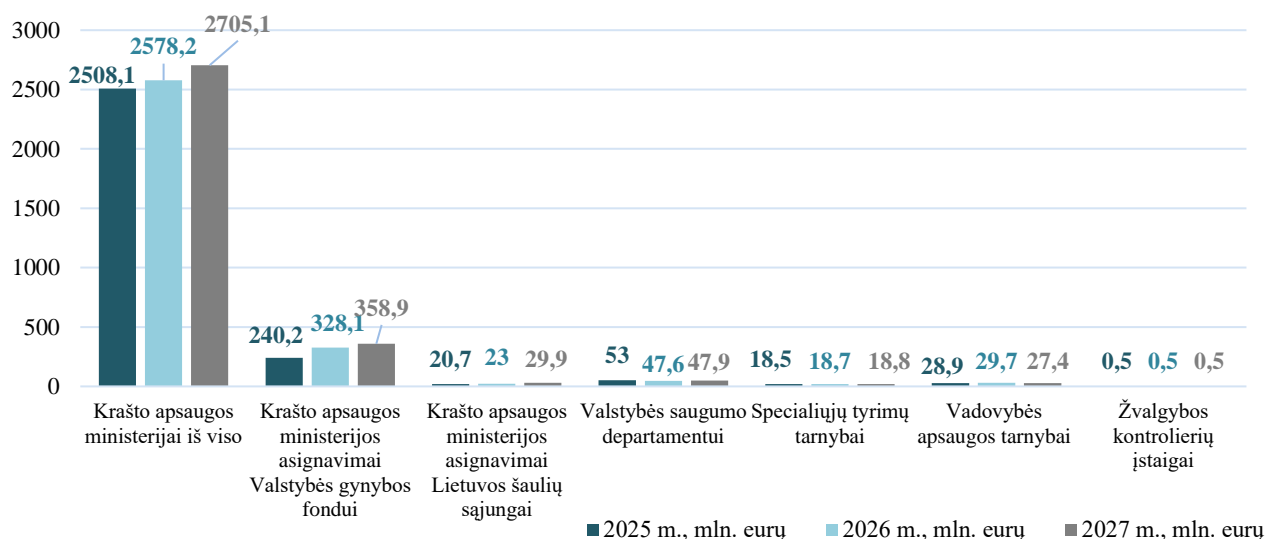 3000
2500
2000
1500
1000
500
0
2508,1
2578,2
2705,1
240,2
328,1
358,9
20,7
23
29,9
53
47,6
47,9
18,5
18,7
18,8
28,9
29,7
27,4
0,5
0,5
0,5
Krašto apsaugos
ministerijai iš viso
Krašto apsaugos
ministerijos
asignavimai
Valstybės gynybos
fondui
Krašto apsaugos
ministerijos
asignavimai
Lietuvos šaulių
sąjungai
Valstybės saugumo
departamentui
Specialiųjų tyrimų
tarnybai
Vadovybės
apsaugos tarnybai
Žvalgybos
kontrolierių
įstaigai
2025 m., mln. eurų
2026 m., mln. eurų
2027 m., mln. eurų